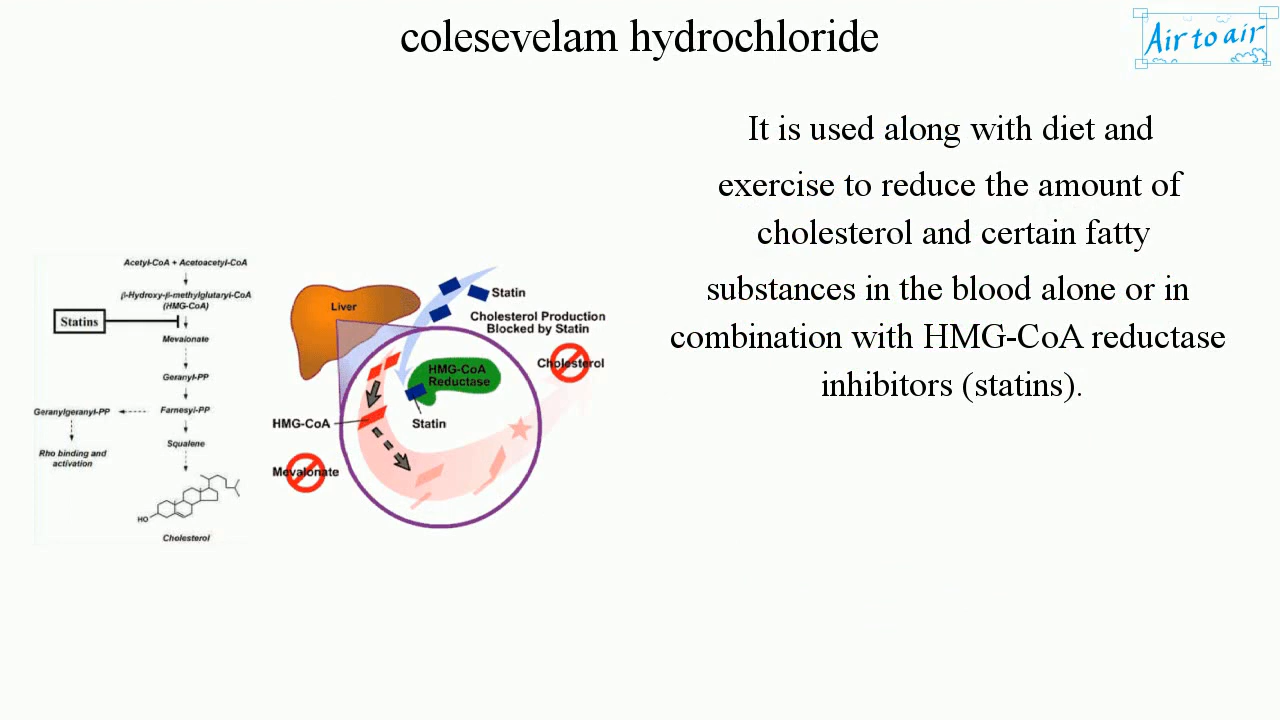 colesevelam hydrochloride
Air to air
It is used along with diet and
exercise to reduce the amount of
cholesterol and certain fatty
substances in the blood alone or in
combination with HMG-CoA reductase
inhibitors (statins).
Acetyl-CoA + Acetoacetyl-CoA
β-Hydroxy-β-methylglutaryl-CoA
(HMG-CoA)
Statins
Mevalonate
Geranyl-PP
Geranylgeranyl-PP
Farnesyl-PP
Squalene
Rho binding and
activation
HO
Cholesterol
Liver
Statin
Cholesterol Production
Blocked by Statin
Cholesterol
HMG-CoA
Reductase
HMG-CoA
Statin
Mevalonate